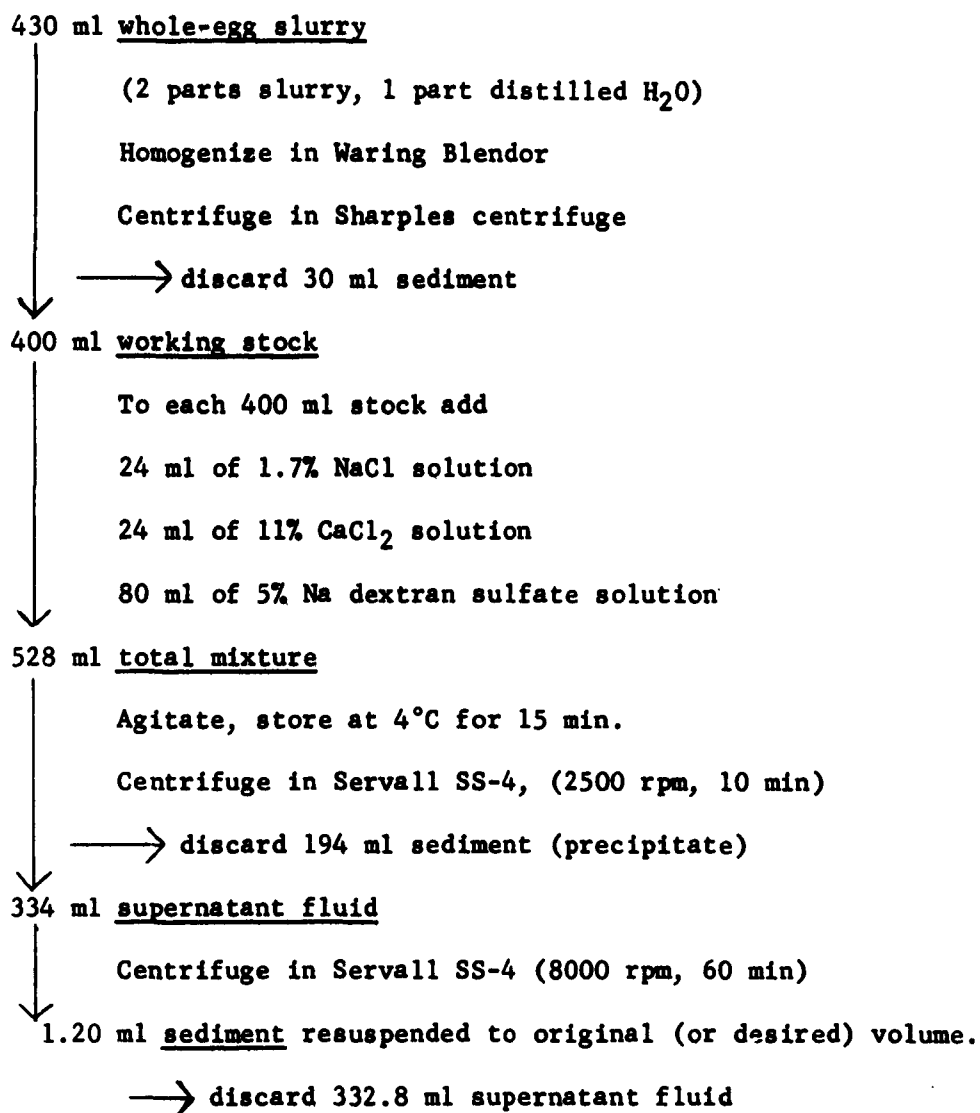 430 ml whole-egg slurry
(2 parts slurry, 1 part distilled H₂O)
Homogenize in Waring Blendor
Centrifuge in Sharples centrifuge
discard 30 ml sediment
400 ml working stock
To each 400 ml stock add
24 ml of 1.7% NaCl solution
24 ml of 11% CaCl₂ solution
80 ml of 5% Na dextran sulfate solution
528 ml total mixture
Agitate, store at 4°C for 15 min.
Centrifuge in Servall SS-4, (2500 rpm, 10 min)
discard 194 ml sediment (precipitate)
334 ml supernatant fluid
Centrifuge in Servall SS-4 (8000 rpm, 60 min)
1.20 ml sediment resuspended to original (or desired) volume.
discard 332.8 ml supernatant fluid